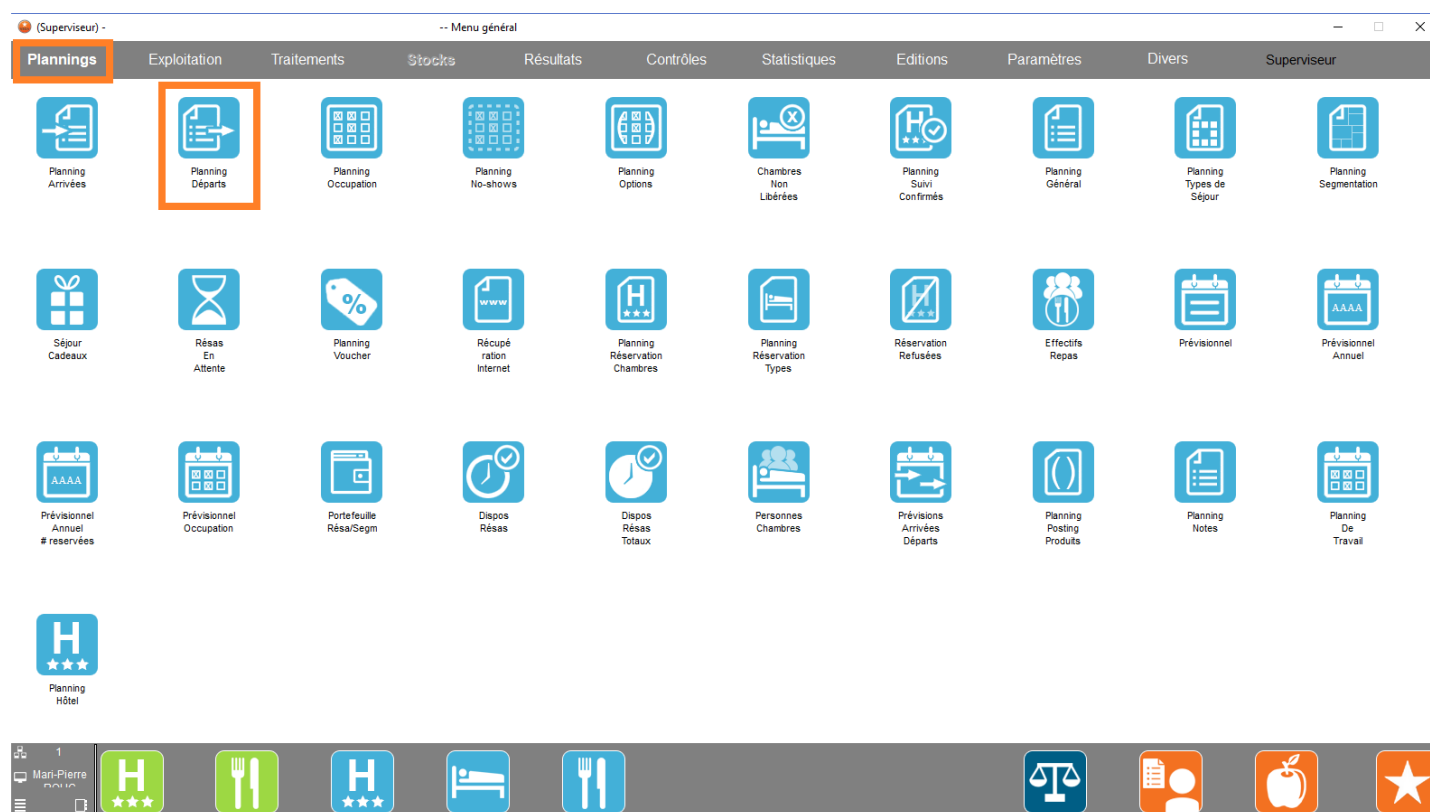 (Superviseur) -
-- Menu général
Plannings
Exploitation
Traitements
Stocks
Résultats
Contrôles
Statistiques
Editions
Paramètres
Divers
Superviseur
Planning
Arrivées
Planning
Départs
Planning
Occupation
Planning
No-shows
Planning
Options
Chambres
Non
Libérées
Planning
Suivi
Confirmés
Planning
Général
Planning
Types de
Séjour
Planning
Segmentation
Séjour
Cadeaux
Résas
En
Attente
%
Planning
Voucher
www
Récupé
ration
Internet
H
Planning
Réservation
Chambres
Planning
Réservation
Types
H
Réservation
Refusées
Effectifs
Repas
Prévisionnel
AAAA
Prévisionnel
Annuel
AAAA
Prévisionnel
Annuel
# reservées
Prévisionnel
Occupation
Portefeuille
Résa/Segm
Dispos
Résas
Dispos
Résas
Totaux
Personnes
Chambres
Prévisions
Arrivées
Départs
Planning
Posting
Produits
Planning
Notes
Planning
De
Travail
H
Planning
Hôtel
1
Mari-Pierre
H
H